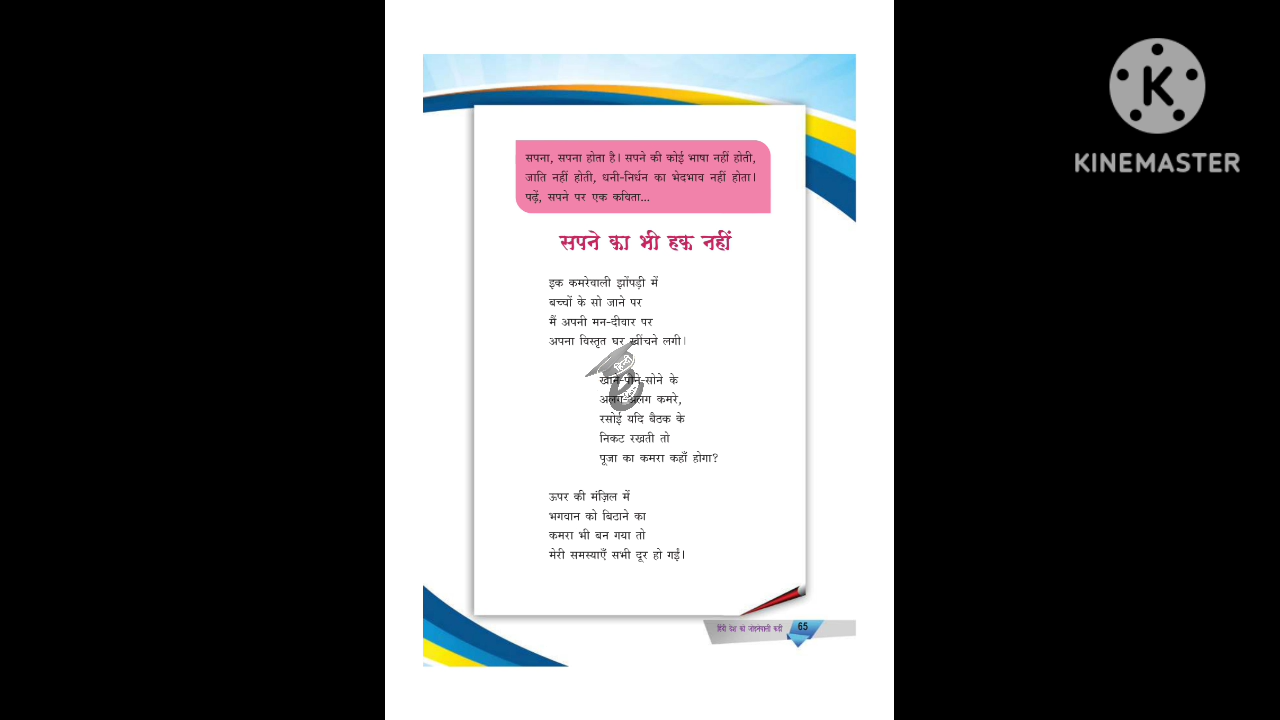 सपना, सपना होता है। सपने की कोई भाषा नहीं होती,
जाति नहीं होती, धनी-निर्धन का भेदभाव नहीं होता।
पढ़ें, सपने पर एक कविता...
सपने का भी हक नहीं
इक कमरेवाली झोंपड़ी में
बच्चों के सो जाने पर
मैं अपनी मन-दीवार पर
अपना विस्तृत घर खींचने लगी।
खाने-पीने-सोने के
अलग-अलग कमरे,
रसोई यदि बैठक के
निकट रखती तो
पूजा का कमरा कहाँ होगा?
ऊपर की मंज़िल में
भगवान को बिठाने का
कमरा भी बन गया तो
मेरी समस्याएँ सभी दूर हो गईं।
हिंदी देश को जोड़नेवाली कड़ी
65
K
KINEMASTER